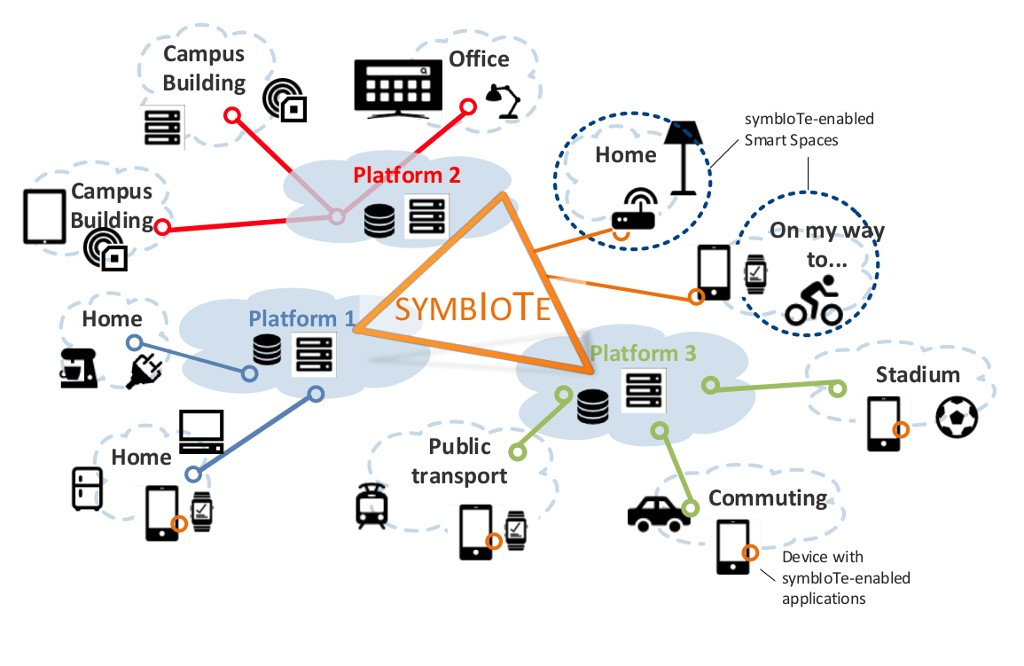 Campus
Building
Office
symbIoTe-enabled
Smart Spaces
Home
Platform 2
Campus
Building
On my way
to...
SYMBIOTE
Home
Platform 1
Platform 3
Stadium
Public
transport
Home
Commuting
Device with
symbIoTe-enabled
applications